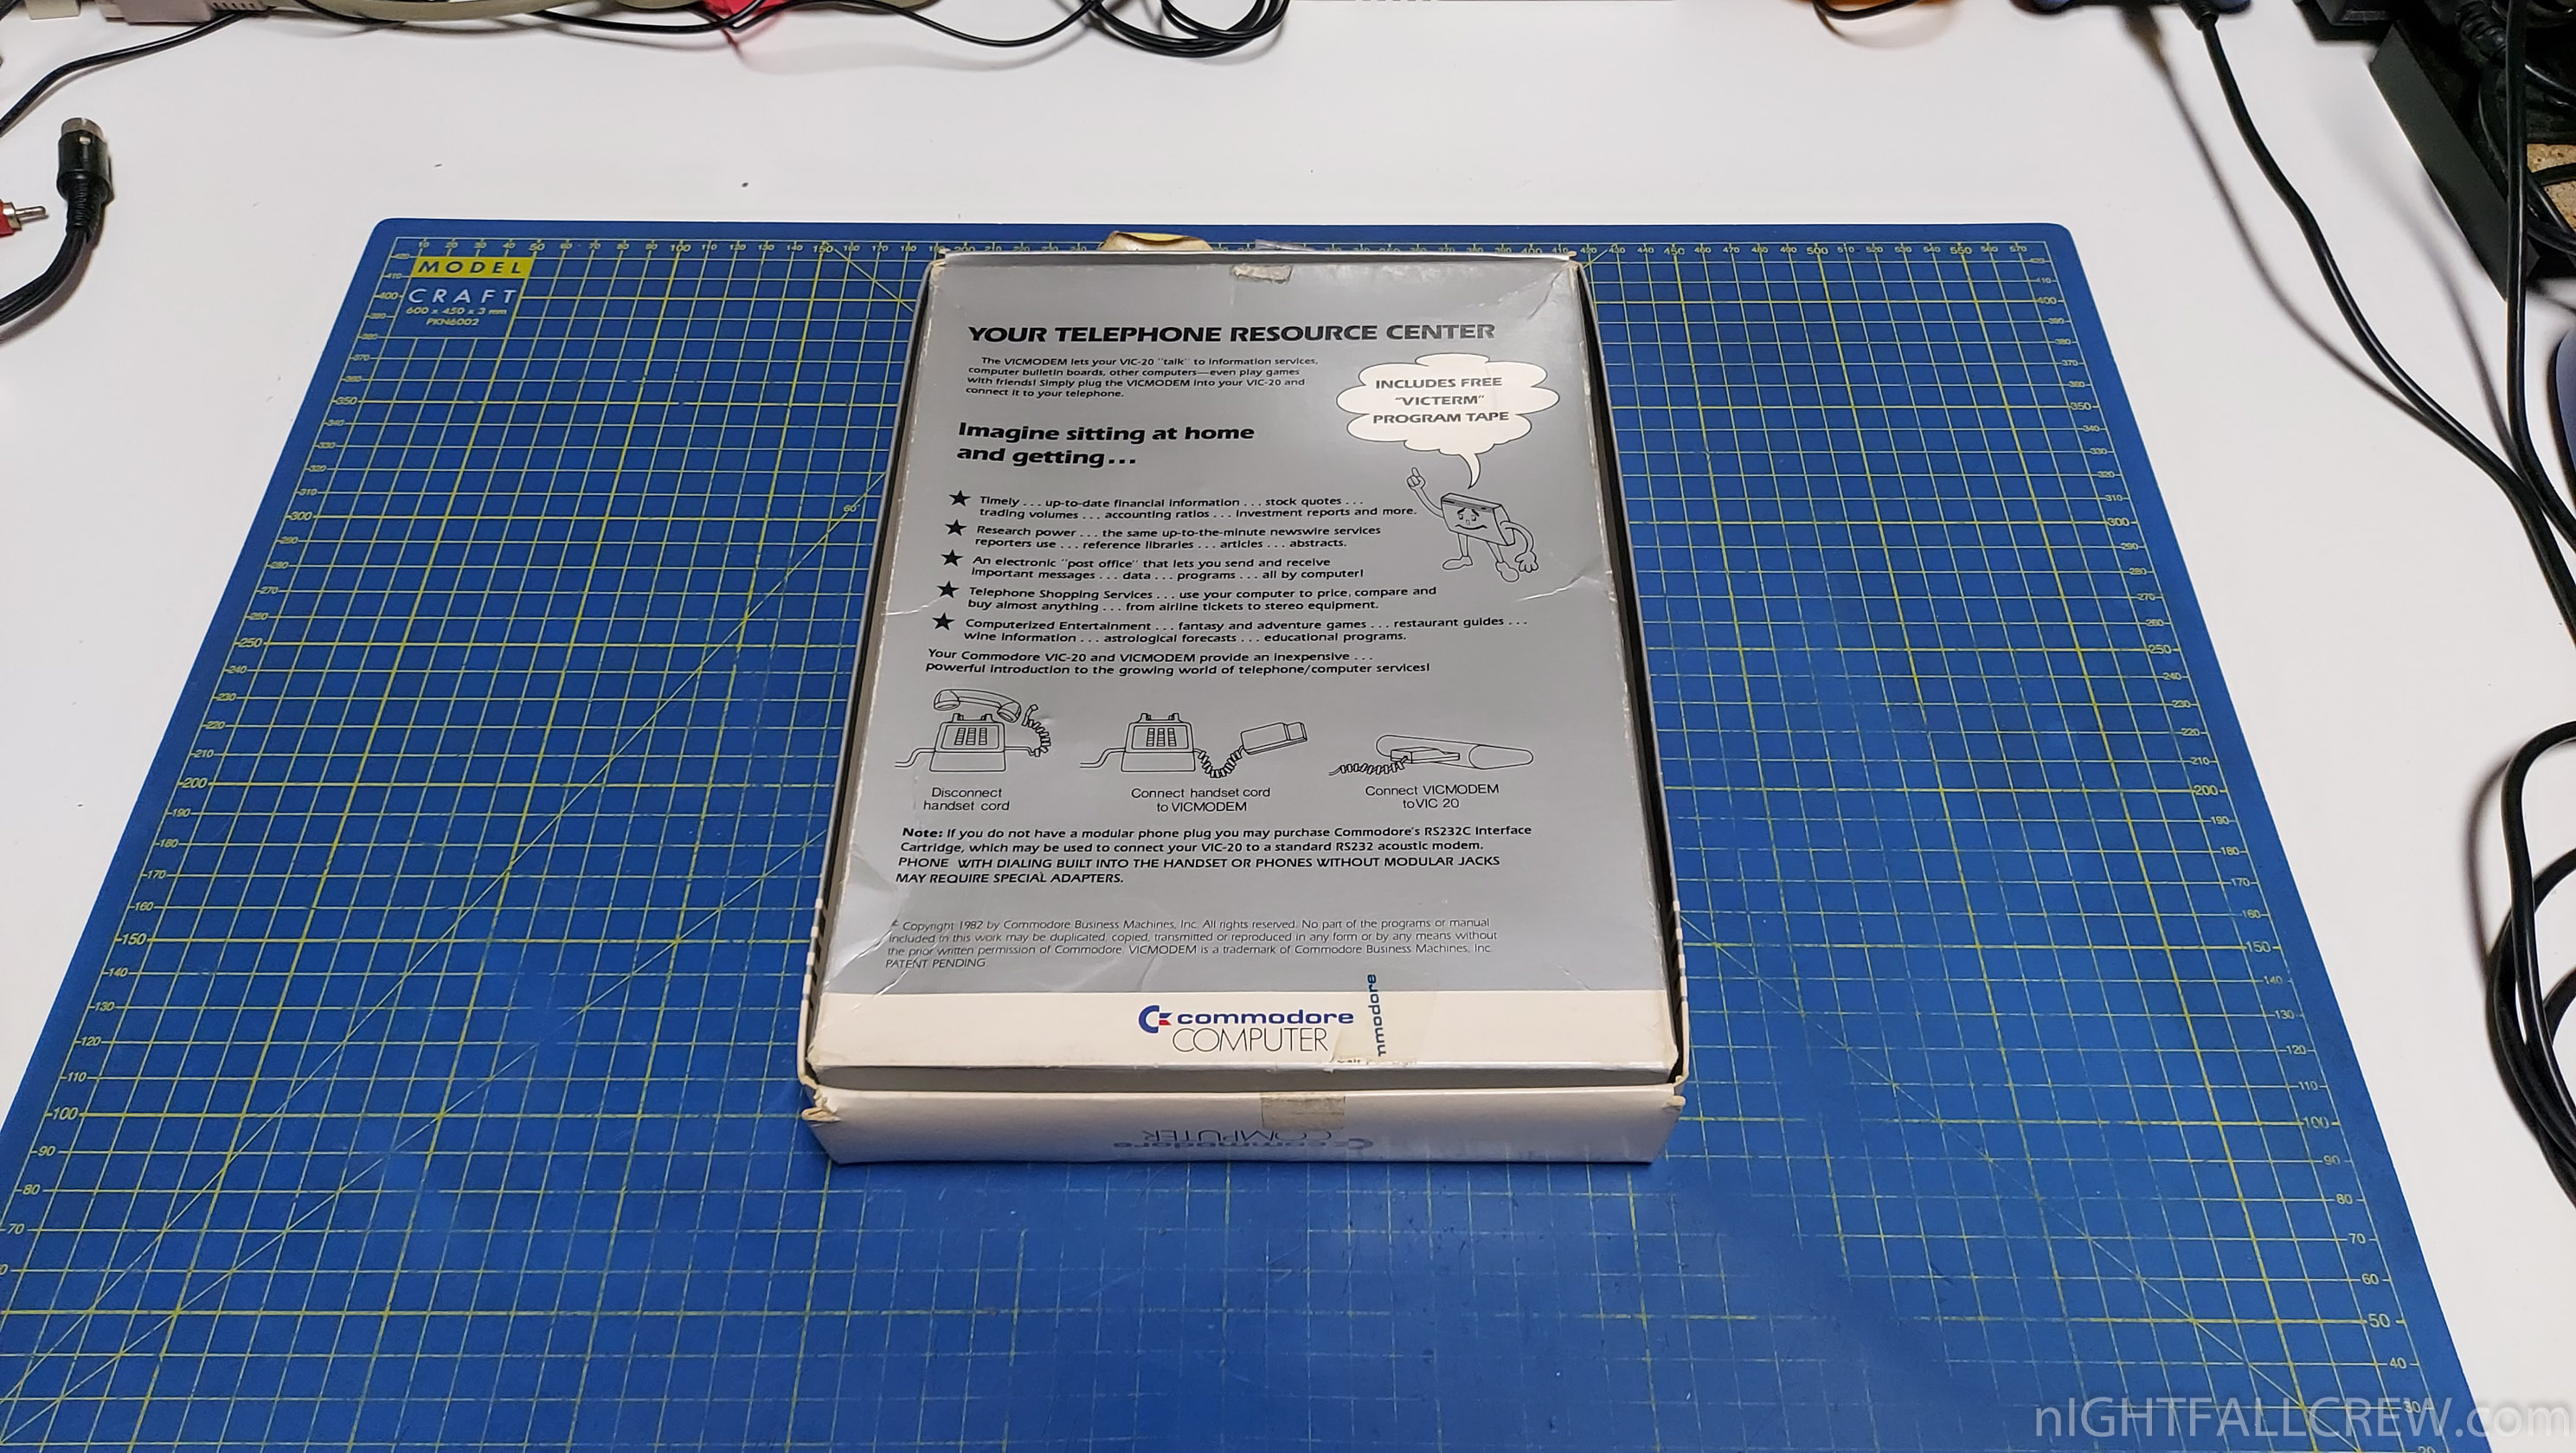 MODEL
CRAFT
600 x 450 x 3 mm
PKN6002
YOUR TELEPHONE RESOURCE CENTER
The VICMODEM lets your VIC-20 "talk" to information services,
computer bulletin boards, other computers—even play games
with friends! Simply plug the VICMODEM into your VIC-20 and
connect it to your telephone.
INCLUDES FREE
"VICTERM"
PROGRAM TAPE
Imagine sitting at home
and getting...
★ Timely . . . up-to-date financial information . . . stock quotes . . .
trading volumes . . . accounting ratios . . . investment reports and more.
★ Research power . . . the same up-to-the-minute newswire services
reporters use . . . reference libraries . . . articles . . . abstracts.
★ An electronic "post office" that lets you send and receive
important messages . . . data . . . programs . . . all by computer!
★ Telephone Shopping Services . . . use your computer to price, compare and
buy almost anything . . . from airline tickets to stereo equipment.
★ Computerized Entertainment . . . fantasy and adventure games . . . restaurant guides . . .
wine information . . . astrological forecasts . . . educational programs.
Your Commodore VIC-20 and VICMODEM provide an inexpensive . . .
powerful introduction to the growing world of telephone/computer services!
Disconnect
handset cord
Connect handset cord
to VICMODEM
Connect VICMODEM
to VIC 20
Note: If you do not have a modular phone plug you may purchase Commodore's RS232C Interface
Cartridge, which may be used to connect your VIC-20 to a standard RS232 acoustic modem.
PHONE WITH DIALING BUILT INTO THE HANDSET OR PHONES WITHOUT MODULAR JACKS
MAY REQUIRE SPECIAL ADAPTERS.
© Copyright 1982 by Commodore Business Machines, Inc. All rights reserved. No part of the programs or manual
included in this work may be duplicated, copied, transmitted or reproduced in any form or by any means without
the prior written permission of Commodore. VICMODEM is a trademark of Commodore Business Machines, Inc.
PATENT PENDING
commodore
COMPUTER
mmodore
commodore
COMPUTER
nIGHTFALLCREW.com